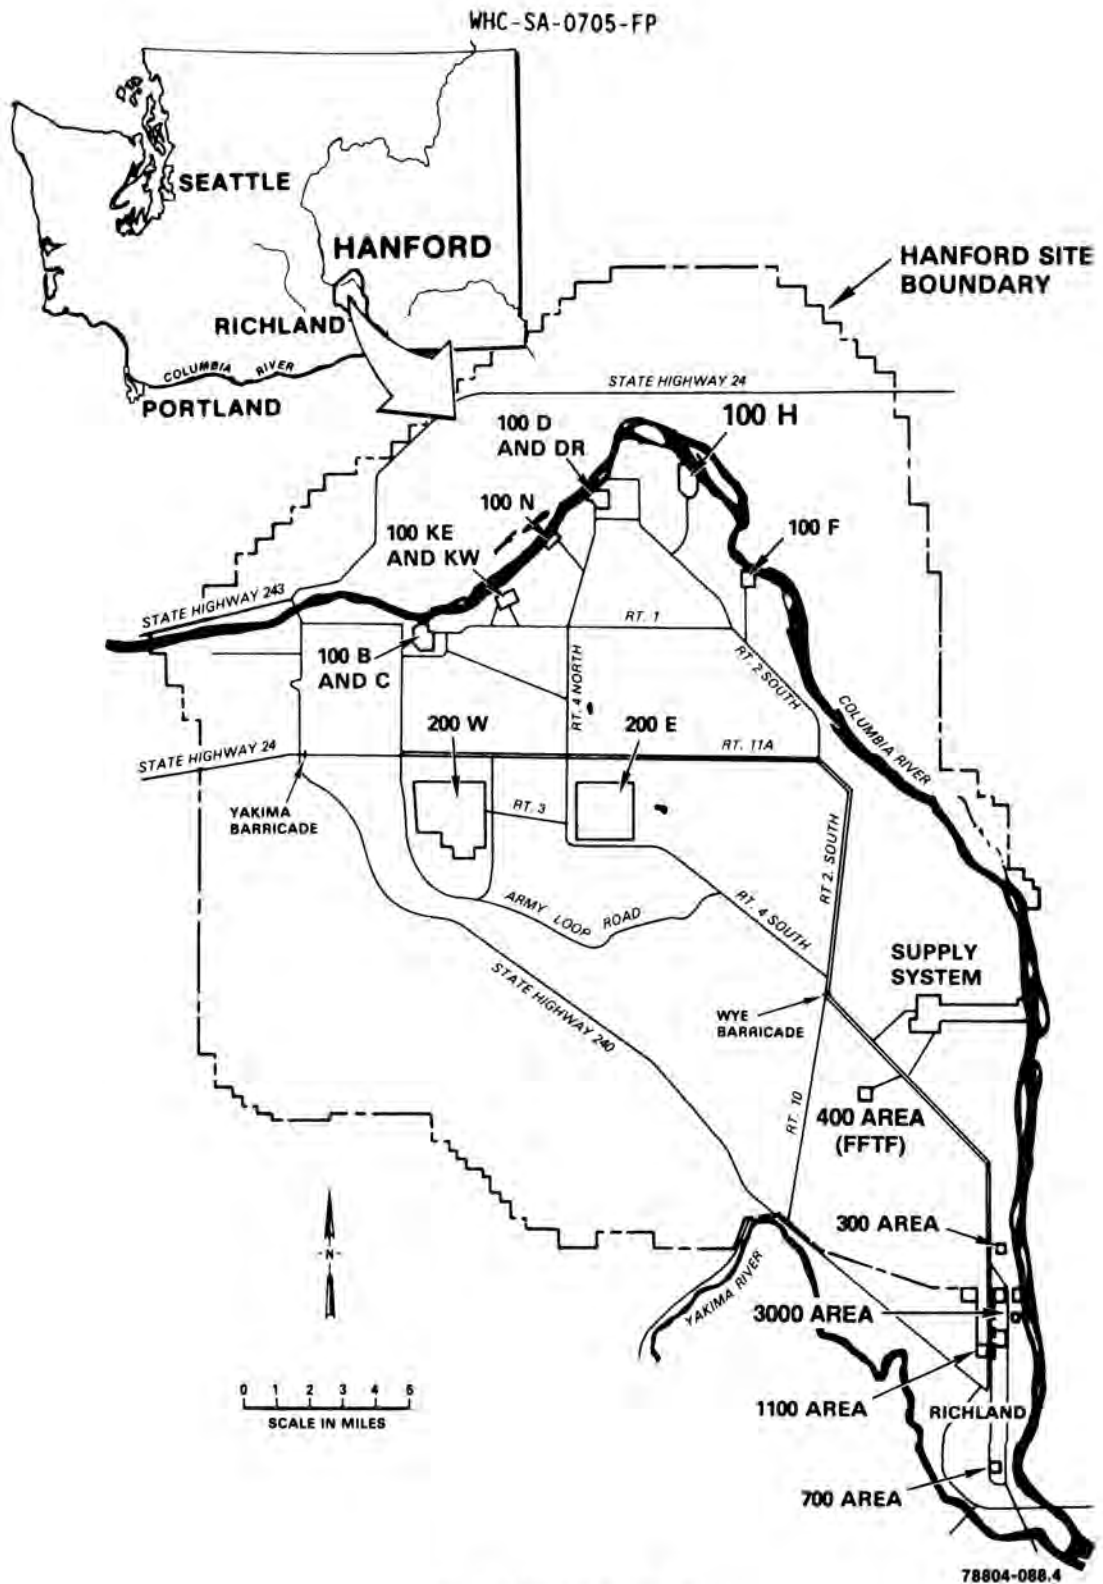 WHC-SA-0705-FP
SEATTLE
HANFORD
RICHLAND
COLUMBIA RIVER
PORTLAND
HANFORD SITE
BOUNDARY
STATE HIGHWAY 24
100 D
AND DR
100 H
100 N
100 KE
AND KW
100 F
STATE HIGHWAY 243
RT. 1
100 B
AND C
RT. 4 NORTH
RT. 2 SOUTH
COLUMBIA RIVER
200 W
200 E
RT. 11A
STATE HIGHWAY 24
YAKIMA
BARRICADE
RT. 3
RT 2. SOUTH
ARMY LOOP ROAD
RT. 4 SOUTH
SUPPLY
SYSTEM
STATE HIGHWAY 240
WYE
BARRICADE
RT. 10
400 AREA
(FFTF)
300 AREA
-N-
YAKIMA RIVER
3000 AREA
0 1 2 3 4 5
SCALE IN MILES
1100 AREA
RICHLAND
700 AREA
78804-088.4